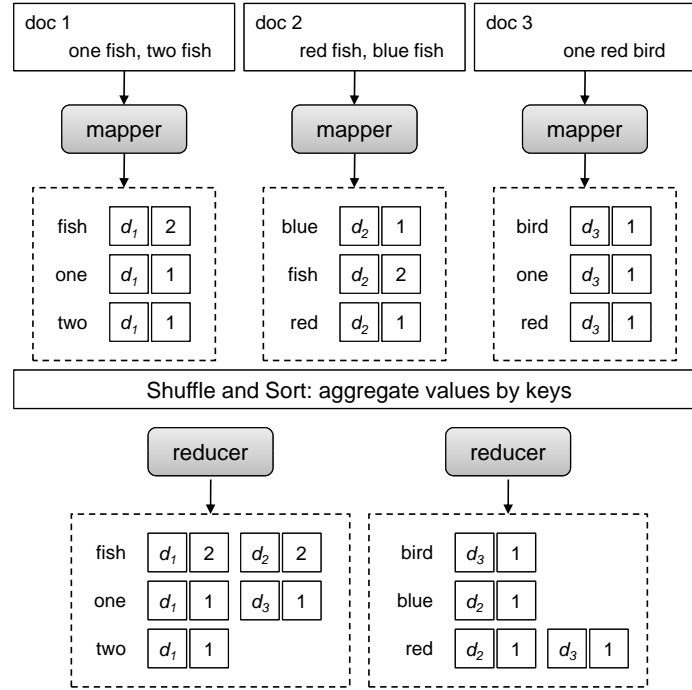 doc 1
one fish, two fish
doc 2
red fish, blue fish
doc 3
one red bird
mapper
mapper
mapper
fish d1 2
one d1 1
two d1 1
blue d2 1
fish d2 2
red d2 1
bird d3 1
one d3 1
red d3 1
Shuffle and Sort: aggregate values by keys
reducer
reducer
fish d1 2 d2 2
one d1 1 d3 1
two d1 1
bird d3 1
blue d2 1
red d2 1 d3 1